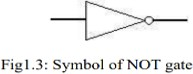 Fig1.3: Symbol of NOT gate